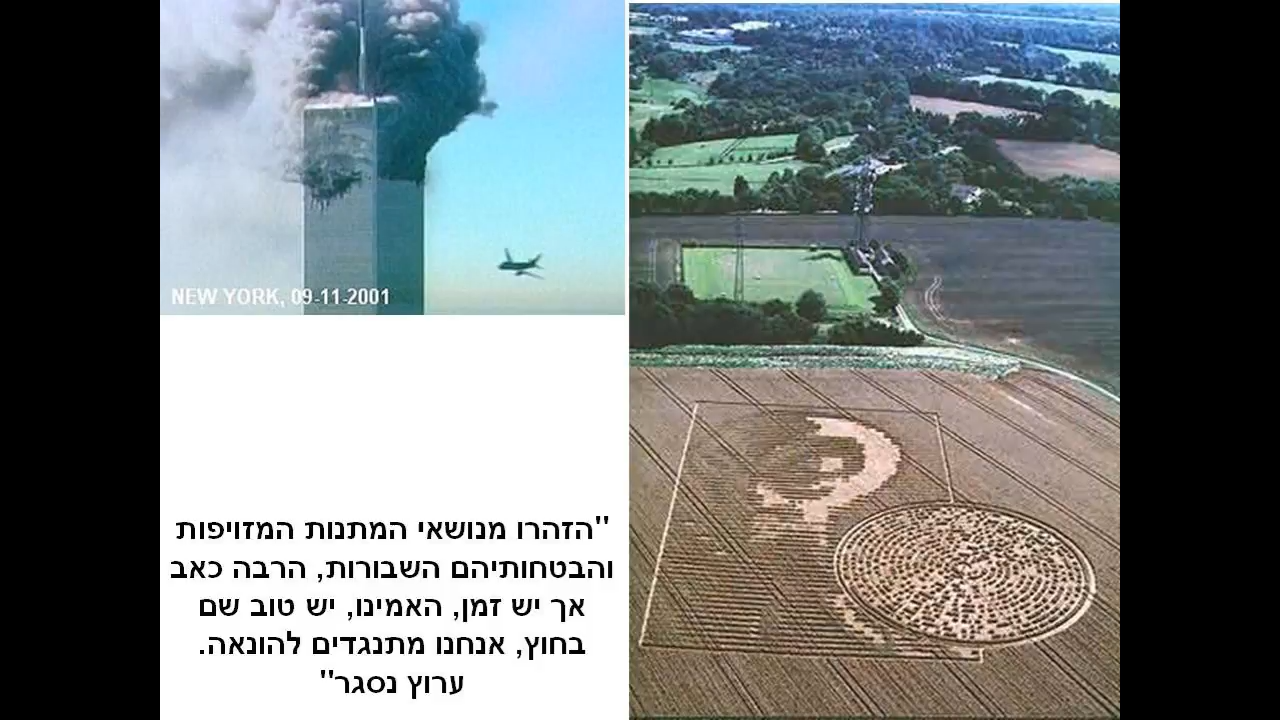 NEW YORK, 09-11-2001
"הזהרו מנושאי המתנות המזויפות
והבטחותיהם השבורות, הרבה כאב
אך יש זמן, האמינו, יש טוב שם
בחוץ, אנחנו מתנגדים להונאה.
ערוץ נסגר"